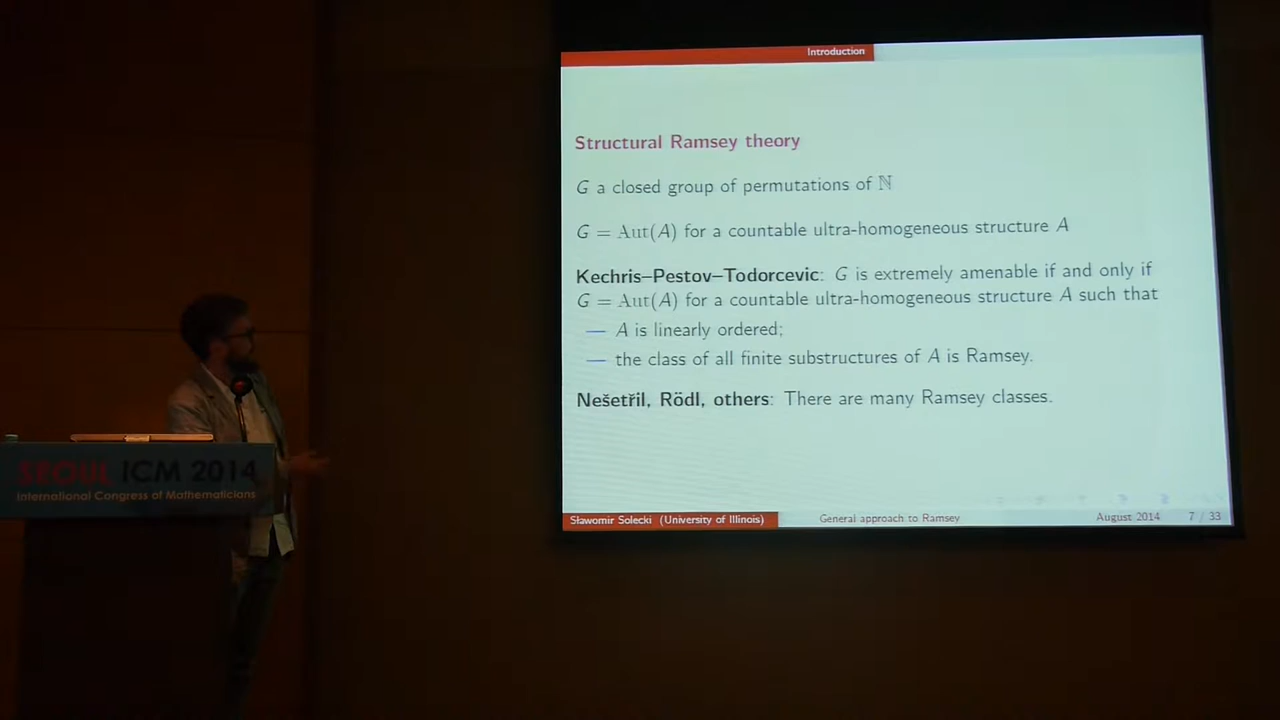 Introduction
Structural Ramsey theory
G a closed group of permutations of ℕ
G = Aut(A) for a countable ultra-homogeneous structure A
Kechris–Pestov–Todorcevic: G is extremely amenable if and only if
G = Aut(A) for a countable ultra-homogeneous structure A such that
— A is linearly ordered;
— the class of all finite substructures of A is Ramsey.
Nešetřil, Rödl, others: There are many Ramsey classes.
Sławomir Solecki (University of Illinois) General approach to Ramsey August 2014 7 / 33
SEOUL ICM 2014
International Congress of Mathematicians